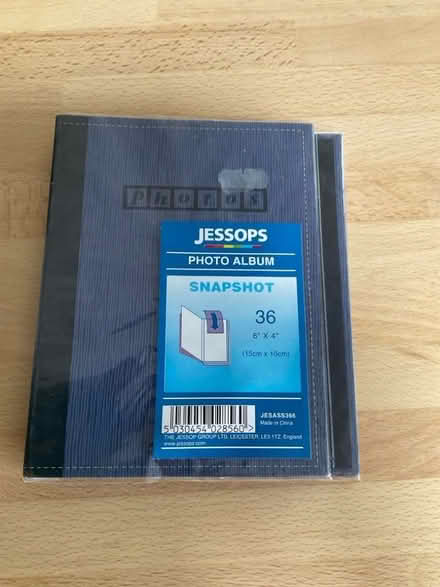 Photos
JESSOPS
PHOTO ALBUM
SNAPSHOT
36
6" X 4"
(15cm x 10cm)
JESASS366
Made in China
5 030454 028560 >
THE JESSOP GROUP LTD. LEICESTER, LE5 1TZ, England
www.jessops.com